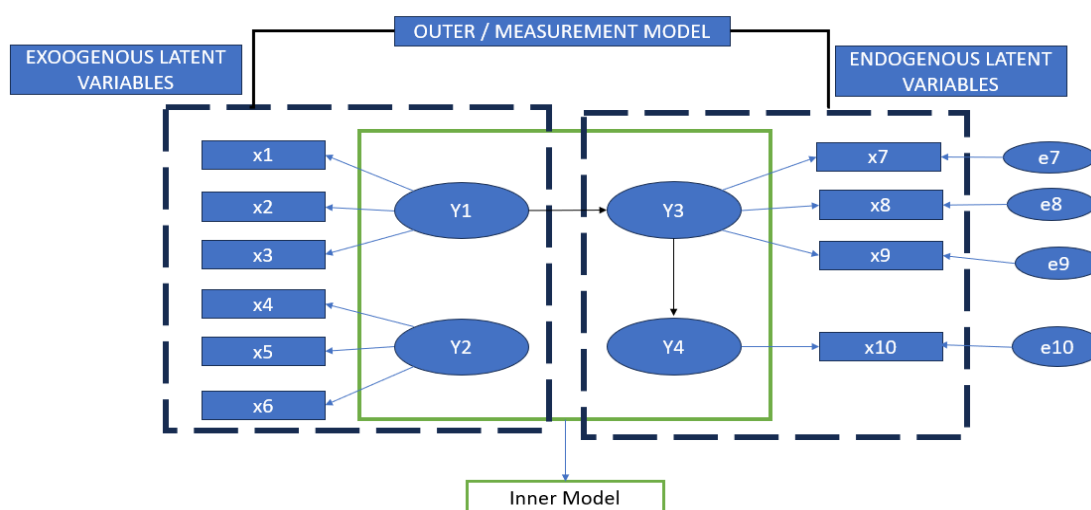 OUTER / MEASUREMENT MODEL
EXOOGENOUS LATENT
VARIABLES
ENDOGENOUS LATENT
VARIABLES
x1
x2
x3
x4
x5
x6
Y1
Y2
Y3
Y4
x7
x8
x9
x10
e7
e8
e9
e10
Inner Model